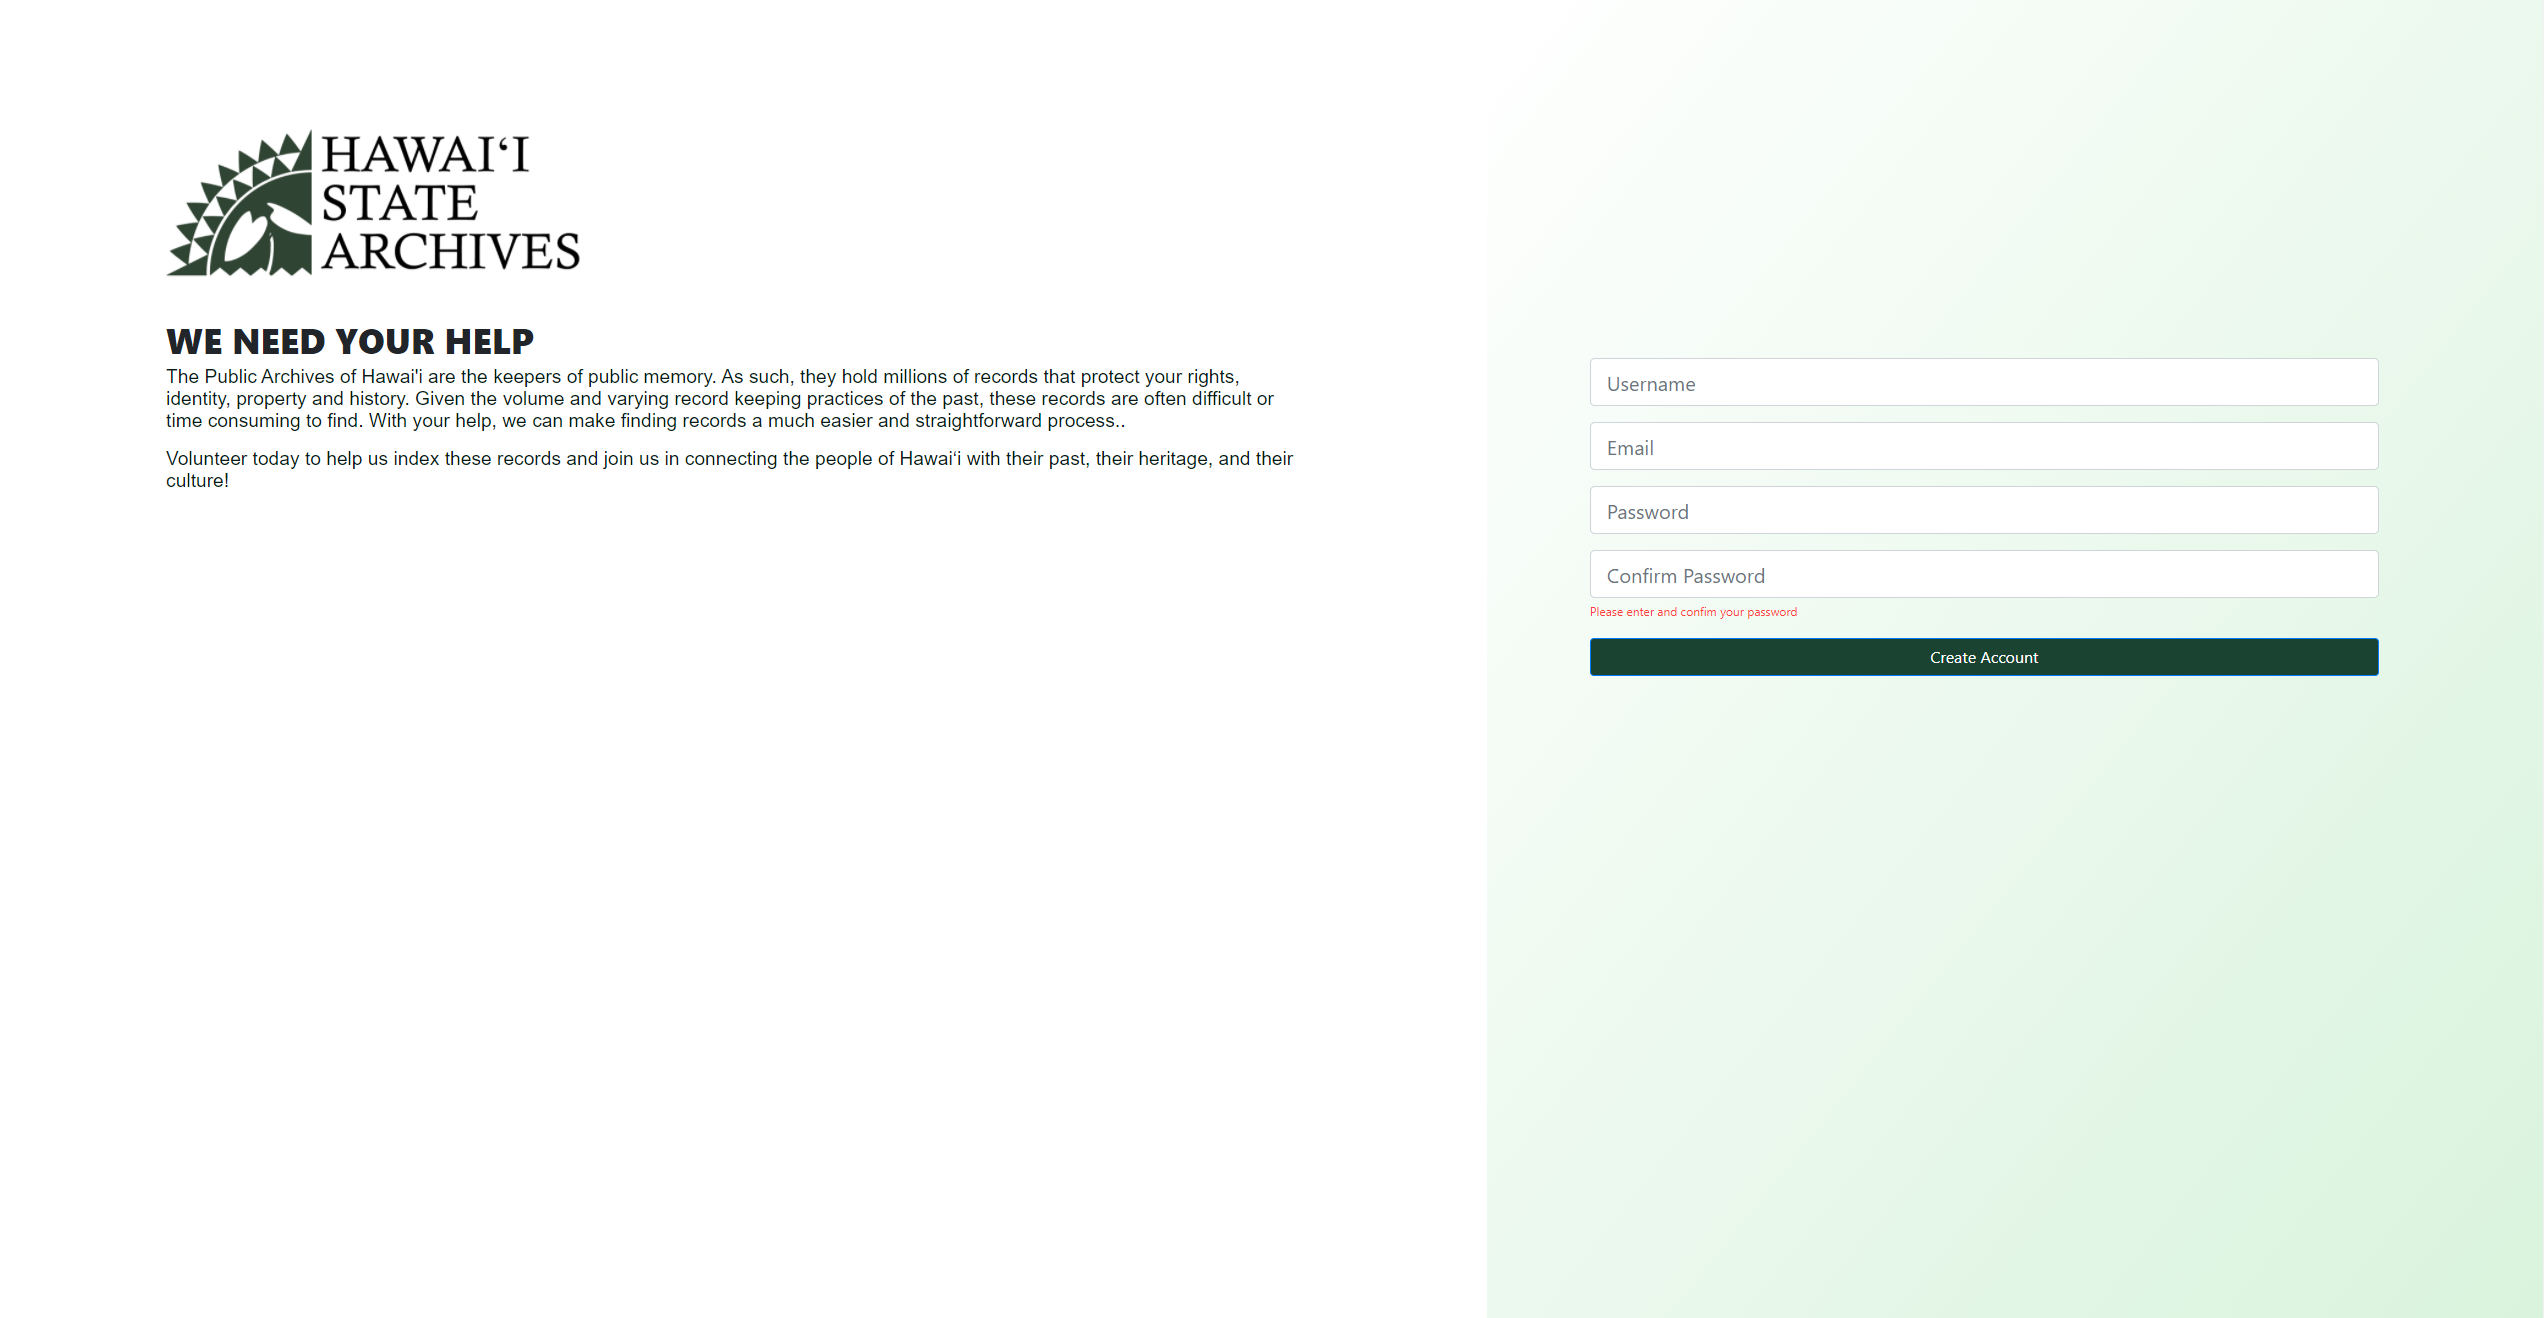 HAWAIʻI
STATE
ARCHIVES
WE NEED YOUR HELP
The Public Archives of Hawai'i are the keepers of public memory. As such, they hold millions of records that protect your rights,
identity, property and history. Given the volume and varying record keeping practices of the past, these records are often difficult or
time consuming to find. With your help, we can make finding records a much easier and straightforward process..
Volunteer today to help us index these records and join us in connecting the people of Hawaiʻi with their past, their heritage, and their
culture!
Username
Email
Password
Confirm Password
Please enter and confim your password
Create Account